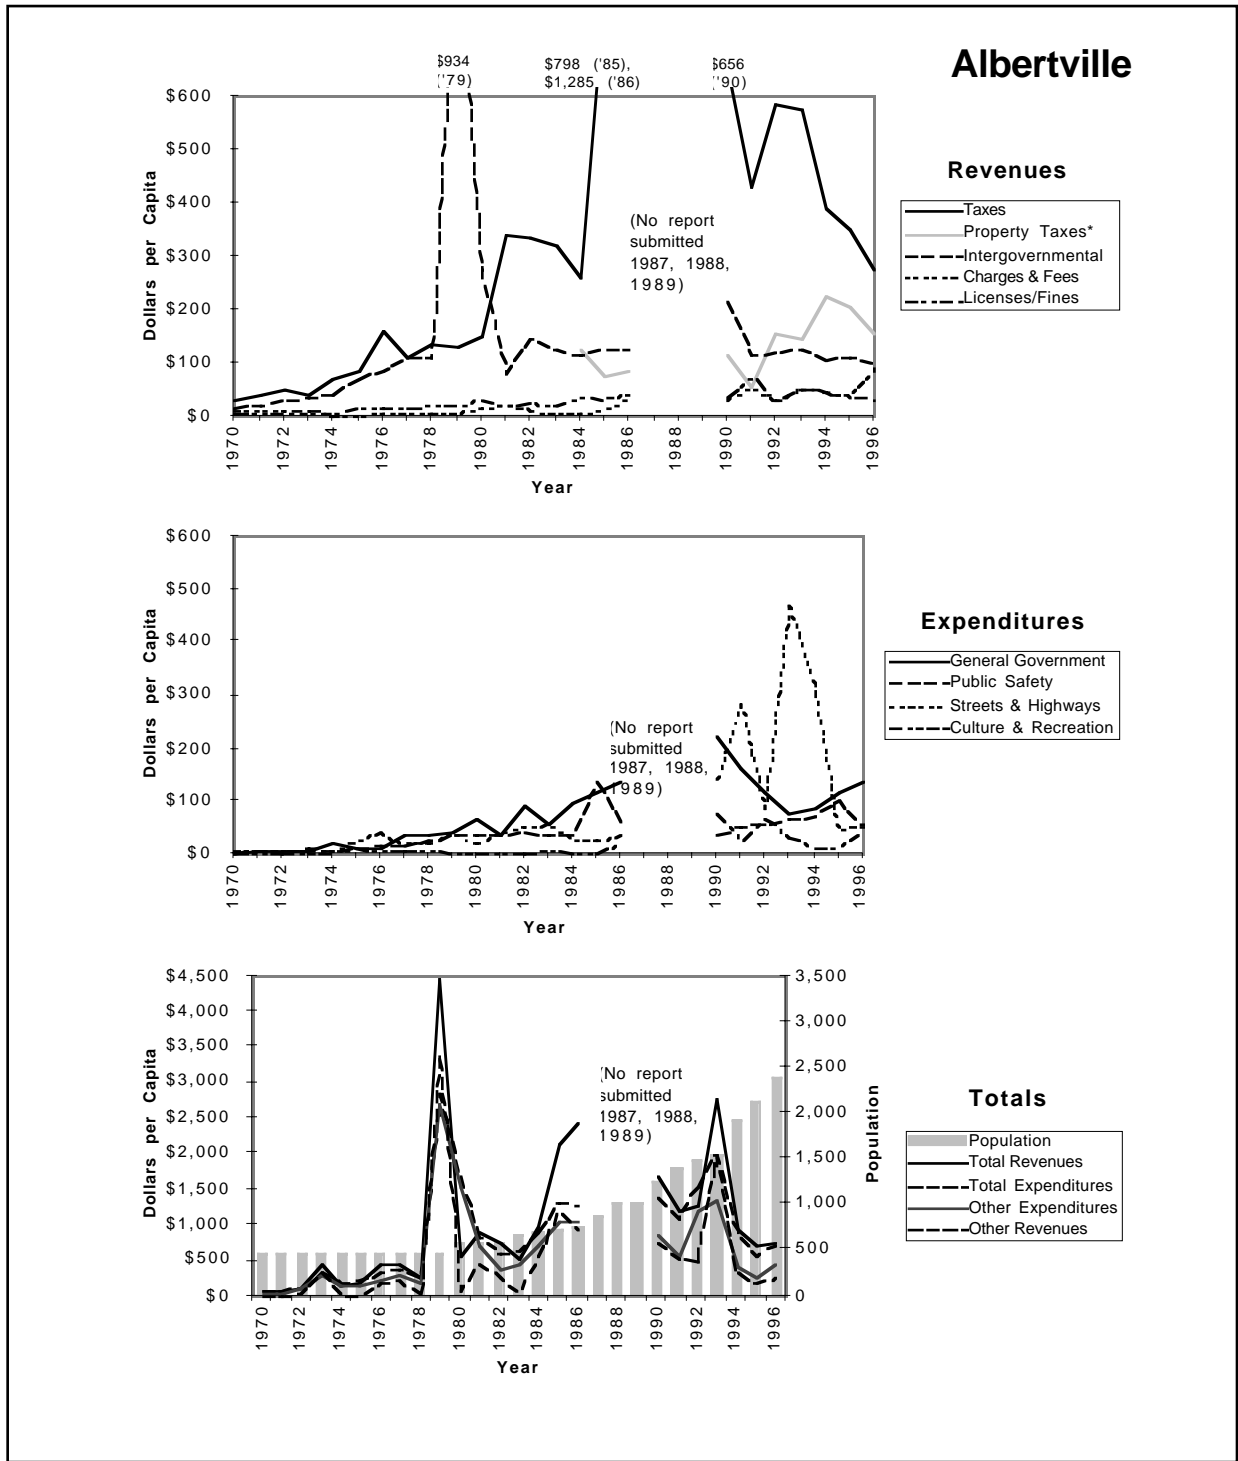 Albertville
$934
('79)
$798 ('85),
$1,285 ('86)
$656
('90)
$600
$500
$400
$300
$200
$100
$0
Dollars per Capita
(No report
submitted
1987, 1988,
1989)
1970
1972
1974
1976
1978
1980
1982
1984
1986
1988
1990
1992
1994
1996
Year
Revenues
Taxes
Property Taxes*
Intergovernmental
Charges & Fees
Licenses/Fines
$600
$500
$400
$300
$200
$100
$0
Dollars per Capita
(No report
submitted
1987, 1988,
1989)
1970
1972
1974
1976
1978
1980
1982
1984
1986
1988
1990
1992
1994
1996
Year
Expenditures
General Government
Public Safety
Streets & Highways
Culture & Recreation
$4,500
$4,000
$3,500
$3,000
$2,500
$2,000
$1,500
$1,000
$500
$0
Dollars per Capita
(No report
submitted
1987, 1988,
1989)
3,500
3,000
2,500
2,000
1,500
1,000
500
0
Population
1970
1972
1974
1976
1978
1980
1982
1984
1986
1988
1990
1992
1994
1996
Year
Totals
Population
Total Revenues
Total Expenditures
Other Expenditures
Other Revenues